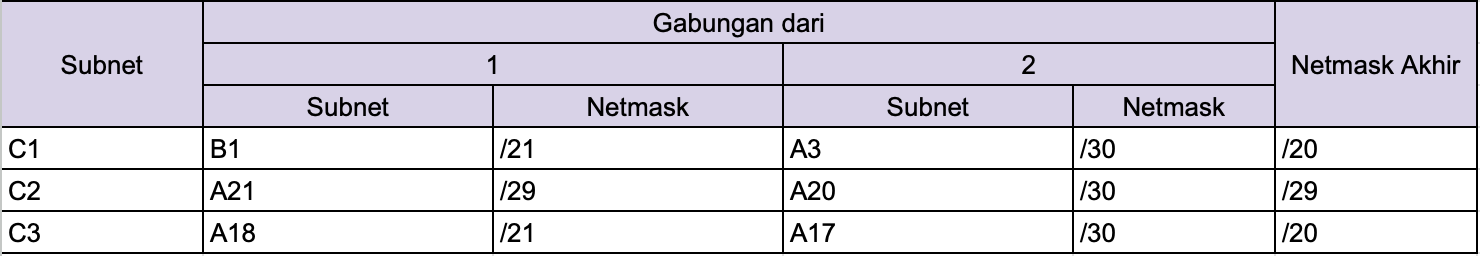 Subnet Gabungan dari Netmask Akhir
1 2
Subnet Netmask Subnet Netmask
C1 B1 /21 A3 /30 /20
C2 A21 /29 A20 /30 /29
C3 A18 /21 A17 /30 /20